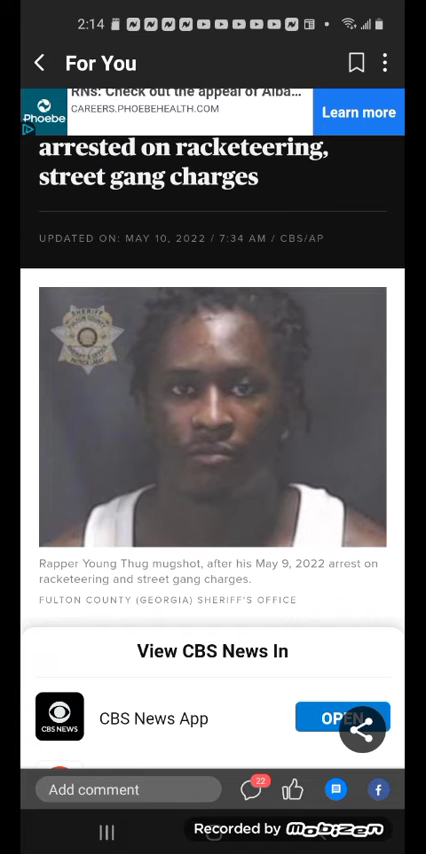 2:14
For You
RNs: Check out the appeal of Alba...
CAREERS.PHOEBEHEALTH.COM
Phoebe
Learn more
arrested on racketeering,
street gang charges
UPDATED ON: MAY 10, 2022 / 7:34 AM / CBS/AP
SHERIFF
FULTON COUNTY
Rapper Young Thug mugshot, after his May 9, 2022 arrest on
racketeering and street gang charges.
FULTON COUNTY (GEORGIA) SHERIFF'S OFFICE
View CBS News In
CBS NEWS
CBS News App
OPEN
Add comment
22
Recorded by mobizen